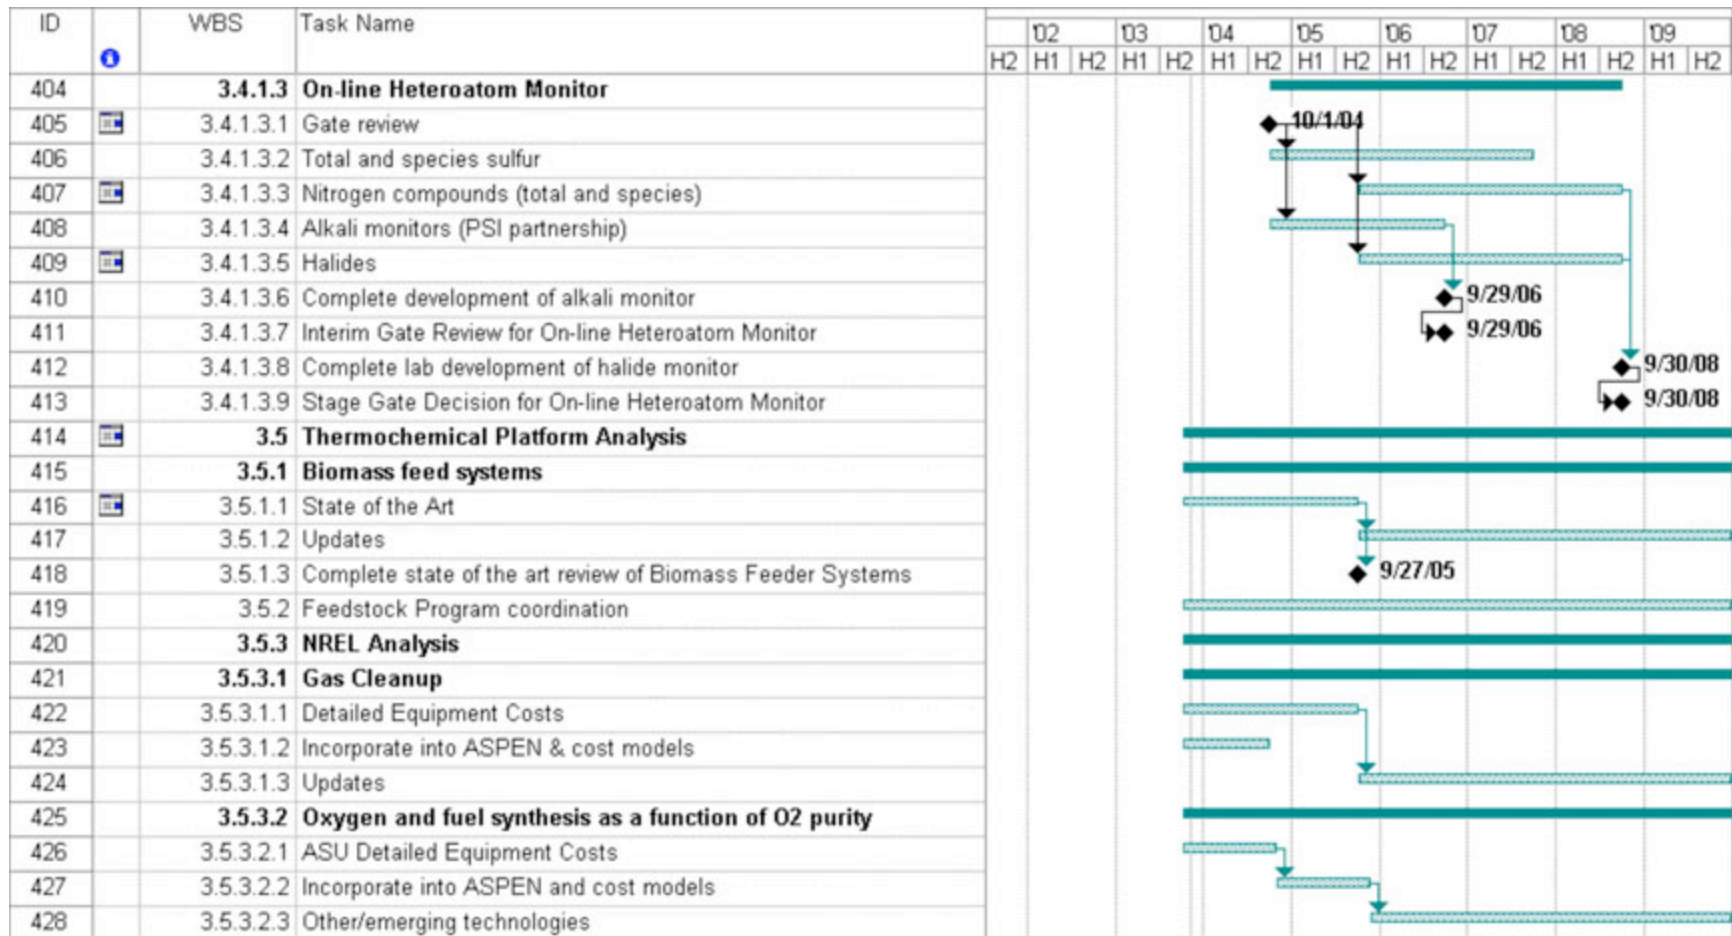 ID WBS Task Name '02 '03 '04 '05 '06 '07 '08 '09
H2 H1 H2 H1 H2 H1 H2 H1 H2 H1 H2 H1 H2 H1 H2 H1 H2
404 3.4.1.3 On-line Heteroatom Monitor
405 3.4.1.3.1 Gate review 10/1/04
406 3.4.1.3.2 Total and species sulfur
407 3.4.1.3.3 Nitrogen compounds (total and species)
408 3.4.1.3.4 Alkali monitors (PSI partnership)
409 3.4.1.3.5 Halides
410 3.4.1.3.6 Complete development of alkali monitor 9/29/06
411 3.4.1.3.7 Interim Gate Review for On-line Heteroatom Monitor 9/29/06
412 3.4.1.3.8 Complete lab development of halide monitor 9/30/08
413 3.4.1.3.9 Stage Gate Decision for On-line Heteroatom Monitor 9/30/08
414 3.5 Thermochemical Platform Analysis
415 3.5.1 Biomass feed systems
416 3.5.1.1 State of the Art
417 3.5.1.2 Updates
418 3.5.1.3 Complete state of the art review of Biomass Feeder Systems 9/27/05
419 3.5.2 Feedstock Program coordination
420 3.5.3 NREL Analysis
421 3.5.3.1 Gas Cleanup
422 3.5.3.1.1 Detailed Equipment Costs
423 3.5.3.1.2 Incorporate into ASPEN & cost models
424 3.5.3.1.3 Updates
425 3.5.3.2 Oxygen and fuel synthesis as a function of O2 purity
426 3.5.3.2.1 ASU Detailed Equipment Costs
427 3.5.3.2.2 Incorporate into ASPEN and cost models
428 3.5.3.2.3 Other/emerging technologies